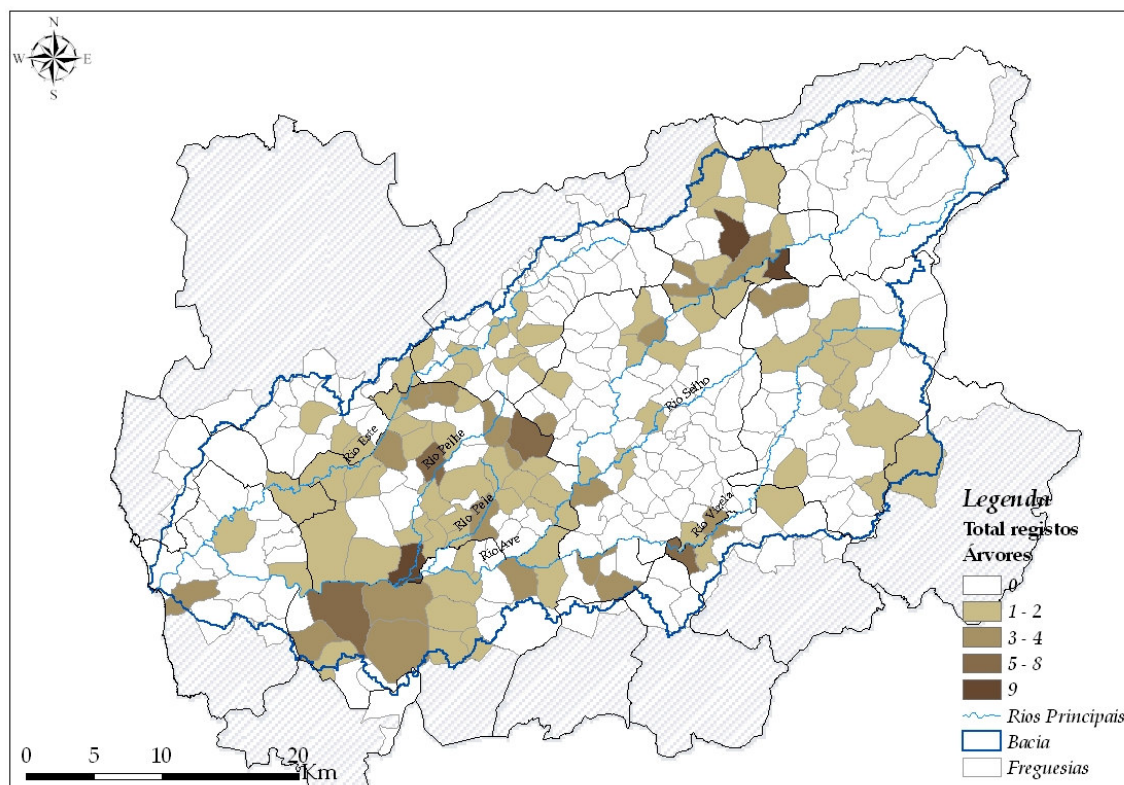 N
W E
S
Rio Selho
Rio Este
Rio Pelhe
Rio Pele
Rio Ave
Rio Vizela
Legenda
Total registos
Árvores
0
1 - 2
3 - 4
5 - 8
9
Rios Principais
Bacia
Freguesias
0 5 10 20
Km